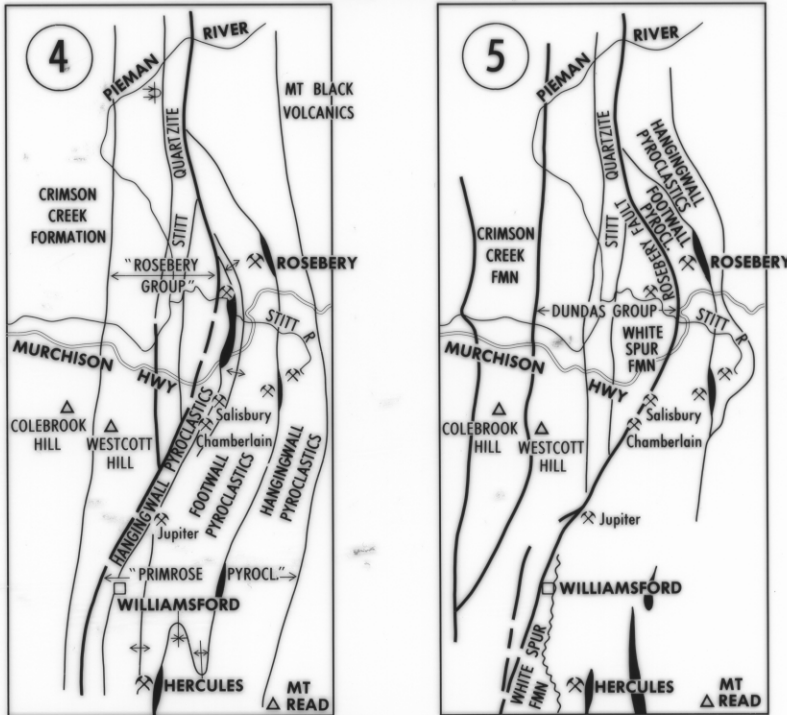 4
PIEMAN
RIVER
MT BLACK
VOLCANICS
QUARTZITE
STITT
CRIMSON
CREEK
FORMATION
"ROSEBERY
GROUP"
ROSEBERY
STITT R
MURCHISON
HWY
COLEBROOK
HILL
WESTCOTT
HILL
Salisbury
Chamberlain
HANGINGWALL PYROCLASTICS
FOOTWALL
PYROCLASTICS
HANGINGWALL
PYROCLASTICS
Jupiter
"PRIMROSE PYROCL."
WILLIAMSFORD
HERCULES
MT
READ
5
PIEMAN
RIVER
QUARTZITE
STITT
HANGINGWALL
PYROCLASTICS
FOOTWALL
PYROCL.
ROSEBERY FAULT
CRIMSON
CREEK
FMN
ROSEBERY
DUNDAS GROUP
WHITE
SPUR
FMN
STITT R
MURCHISON
HWY
COLEBROOK
HILL
WESTCOTT
HILL
Salisbury
Chamberlain
Jupiter
WILLIAMSFORD
WHITE SPUR
FMN
HERCULES
MT
READ